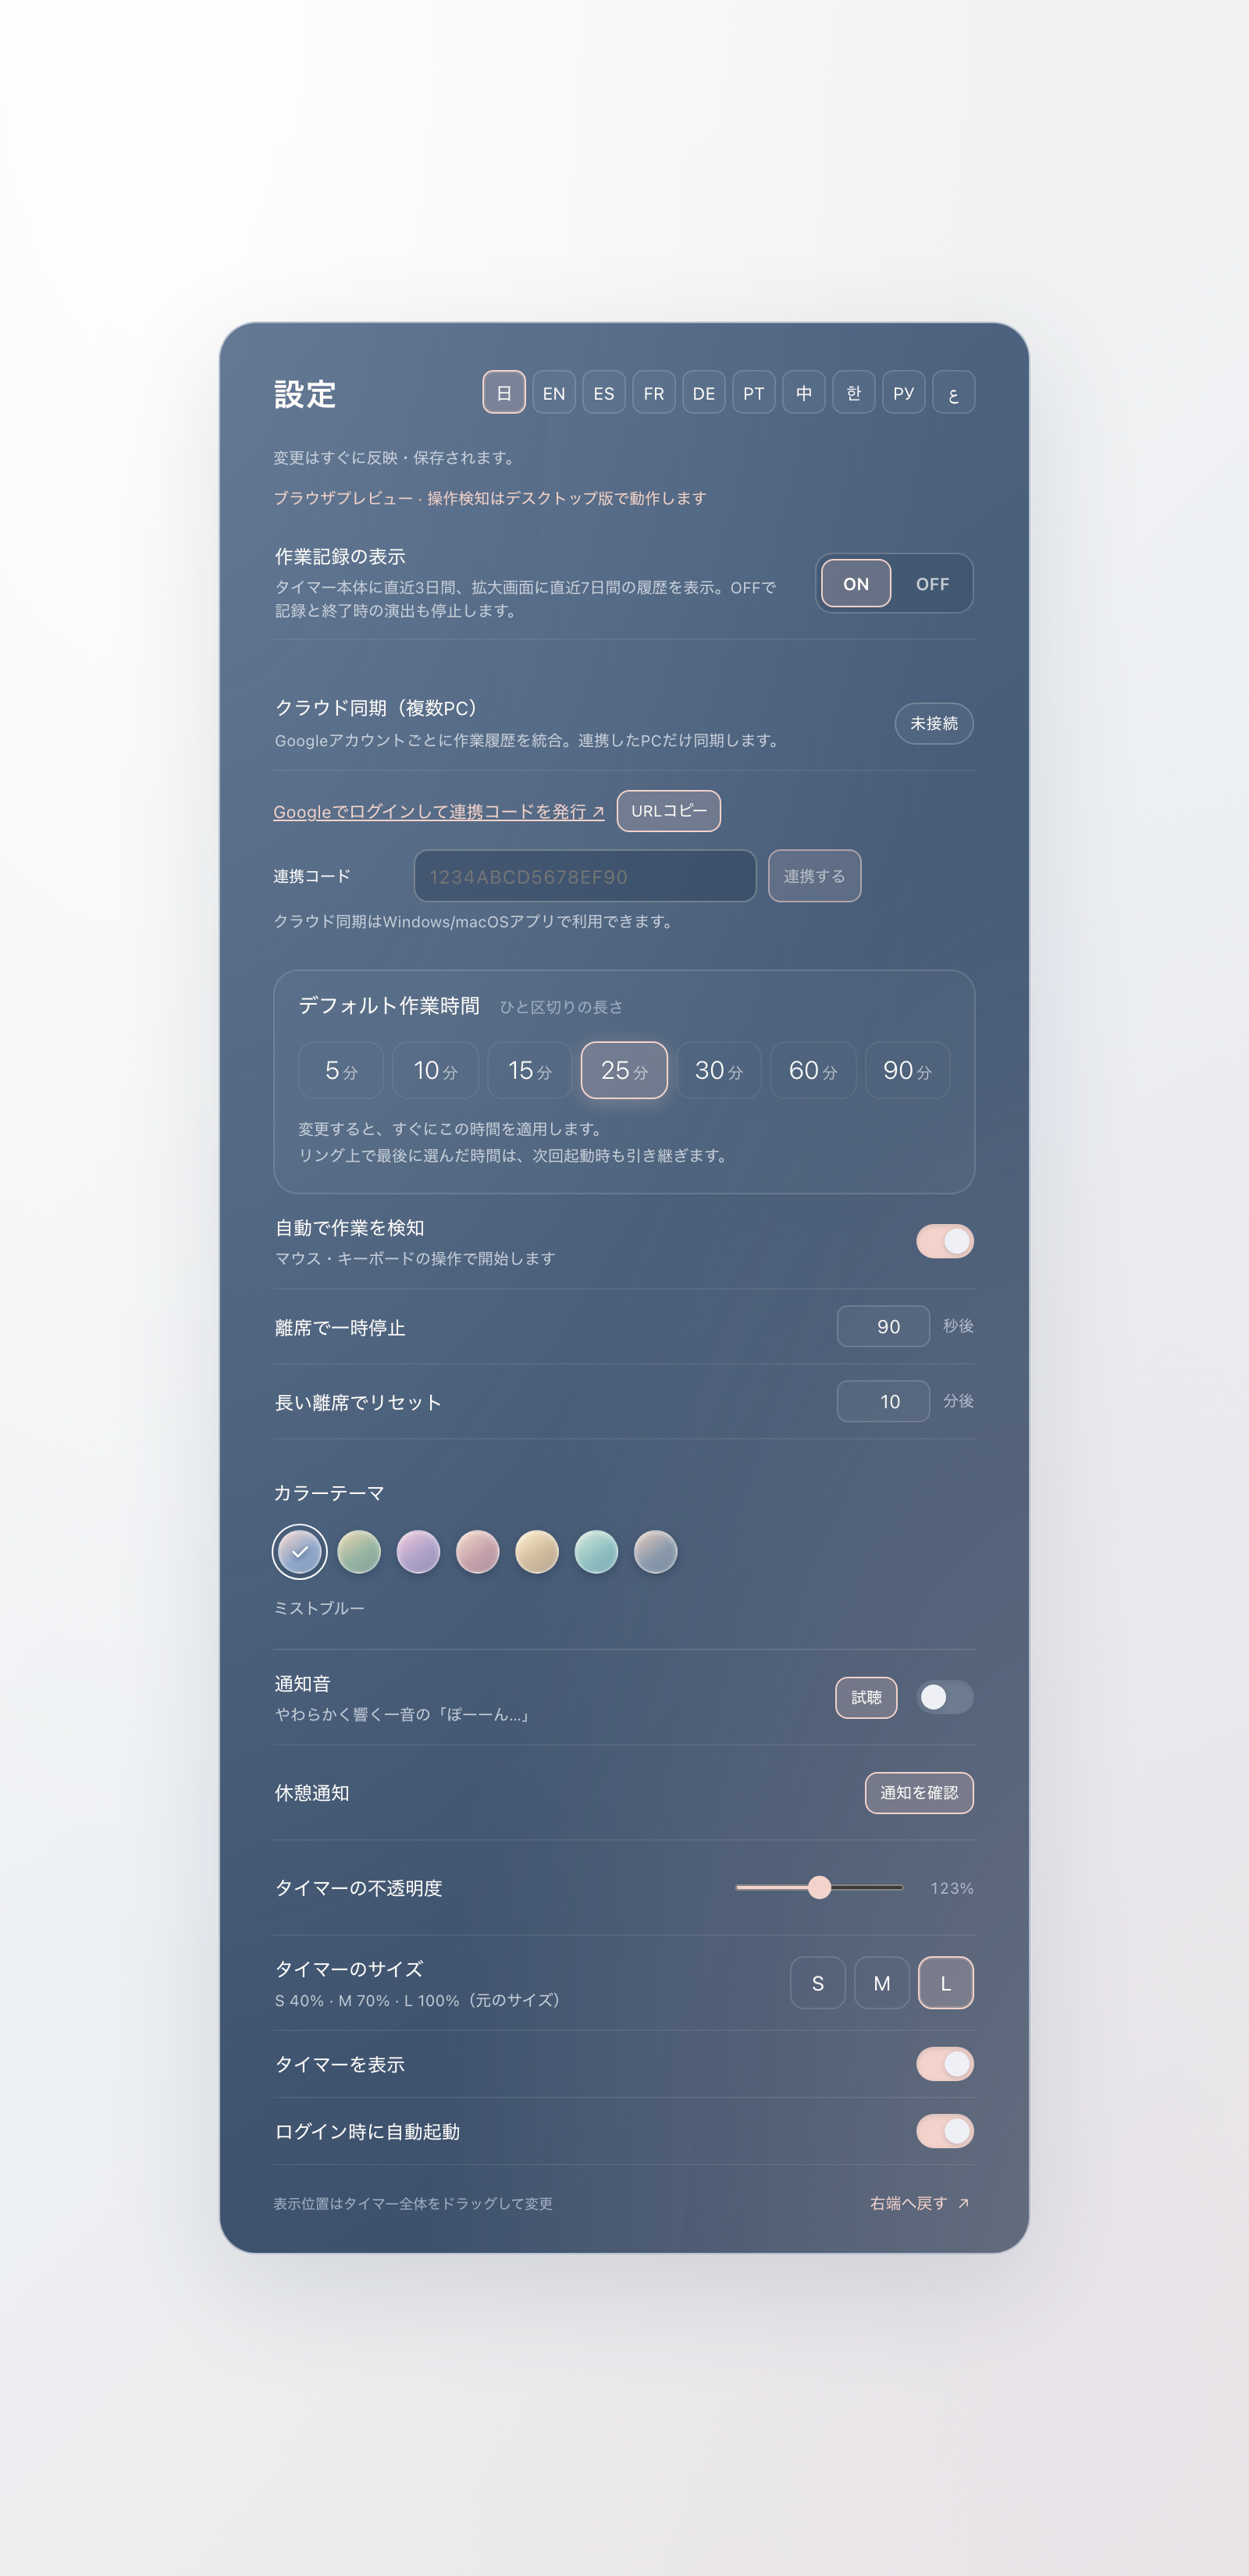 設定 日 EN ES FR DE PT 中 한 РУ ع
変更はすぐに反映・保存されます。
ブラウザプレビュー · 操作検知はデスクトップ版で動作します
作業記録の表示
タイマー本体に直近3日間、拡大画面に直近7日間の履歴を表示。OFFで
記録と終了時の演出も停止します。
ON OFF
クラウド同期（複数PC）
Googleアカウントごとに作業履歴を統合。連携したPCだけ同期します。
未接続
Googleでログインして連携コードを発行 ↗ URLコピー
連携コード 1234ABCD5678EF90 連携する
クラウド同期はWindows/macOSアプリで利用できます。
デフォルト作業時間 ひと区切りの長さ
5分 10分 15分 25分 30分 60分 90分
変更すると、すぐにこの時間を適用します。
リング上で最後に選んだ時間は、次回起動時も引き継ぎます。
自動で作業を検知
マウス・キーボードの操作で開始します
離席で一時停止 90 秒後
長い離席でリセット 10 分後
カラーテーマ
ミストブルー
通知音
やわらかく響く一音の「ぽーーん…」
試聴
休憩通知 通知を確認
タイマーの不透明度 123%
タイマーのサイズ
S 40% · M 70% · L 100%（元のサイズ）
S M L
タイマーを表示
ログイン時に自動起動
表示位置はタイマー全体をドラッグして変更 右端へ戻す ↗